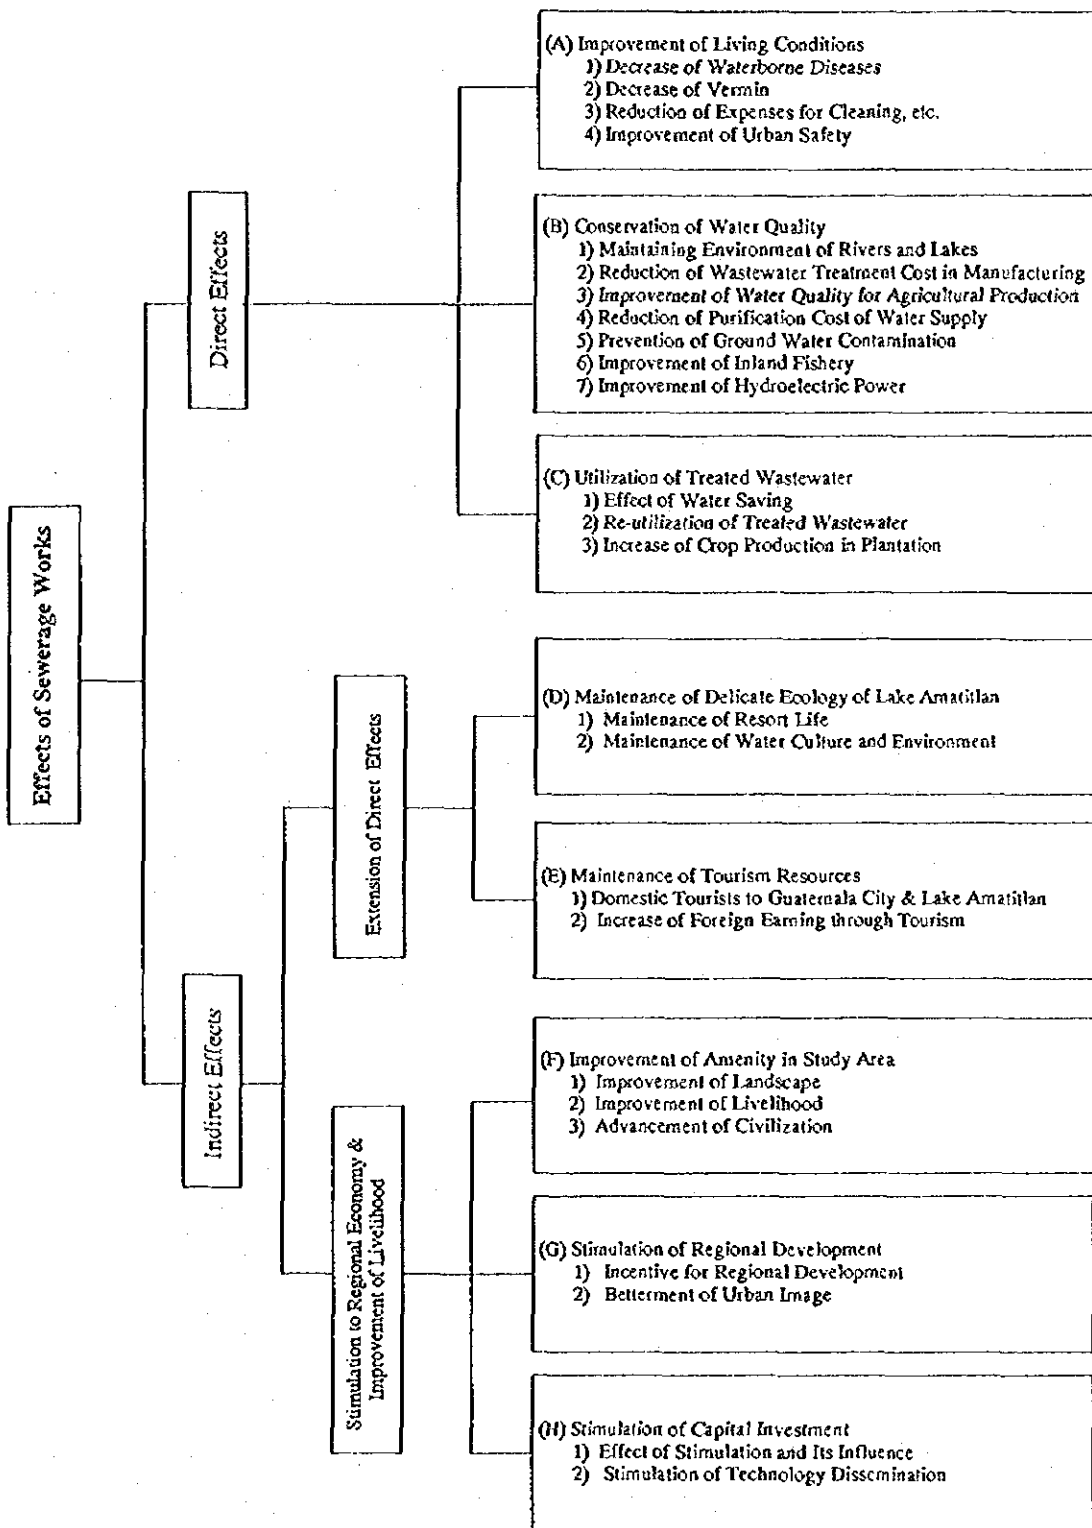 Effects of Sewerage Works
Direct Effects
(A) Improvement of Living Conditions
1) Decrease of Waterborne Diseases
2) Decrease of Vermin
3) Reduction of Expenses for Cleaning, etc.
4) Improvement of Urban Safety
(B) Conservation of Water Quality
1) Maintaining Environment of Rivers and Lakes
2) Reduction of Wastewater Treatment Cost in Manufacturing
3) Improvement of Water Quality for Agricultural Production
4) Reduction of Purification Cost of Water Supply
5) Prevention of Ground Water Contamination
6) Improvement of Inland Fishery
7) Improvement of Hydroelectric Power
(C) Utilization of Treated Wastewater
1) Effect of Water Saving
2) Re-utilization of Treated Wastewater
3) Increase of Crop Production in Plantation
Indirect Effects
Extension of Direct Effects
(D) Maintenance of Delicate Ecology of Lake Amatitlan
1) Maintenance of Resort Life
2) Maintenance of Water Culture and Environment
(E) Maintenance of Tourism Resources
1) Domestic Tourists to Guatemala City & Lake Amatitlan
2) Increase of Foreign Earning through Tourism
Stimulation to Regional Economy &
Improvement of Livelihood
(F) Improvement of Amenity in Study Area
1) Improvement of Landscape
2) Improvement of Livelihood
3) Advancement of Civilization
(G) Stimulation of Regional Development
1) Incentive for Regional Development
2) Betterment of Urban Image
(H) Stimulation of Capital Investment
1) Effect of Stimulation and Its Influence
2) Stimulation of Technology Dissemination